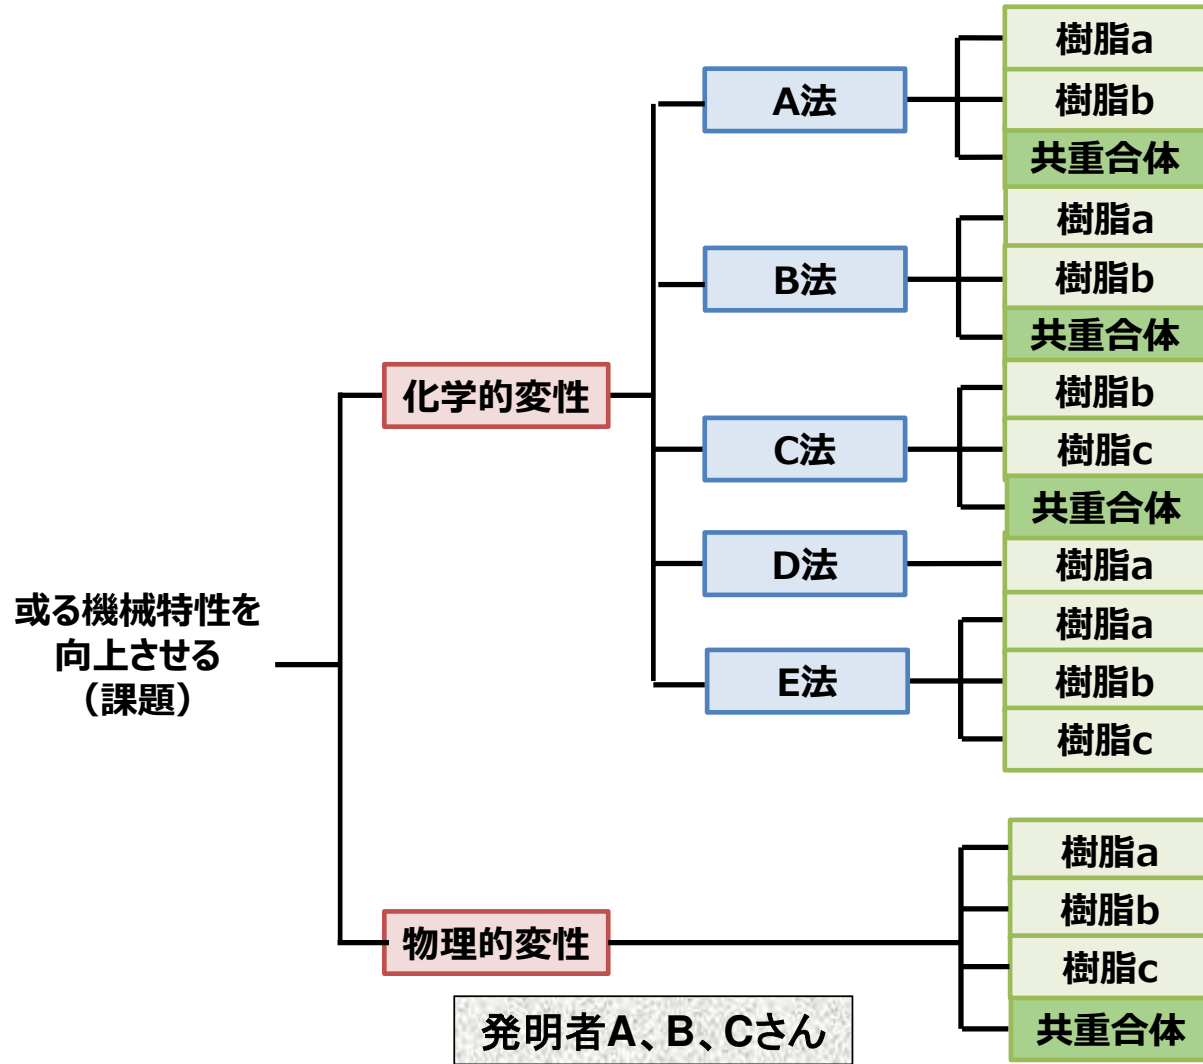 或る機械特性を
向上させる
（課題）
化学的変性
A法
樹脂a
樹脂b
共重合体
B法
樹脂a
樹脂b
共重合体
C法
樹脂b
樹脂c
共重合体
D法
樹脂a
E法
樹脂a
樹脂b
樹脂c
物理的変性
樹脂a
樹脂b
樹脂c
共重合体
発明者A、B、Cさん